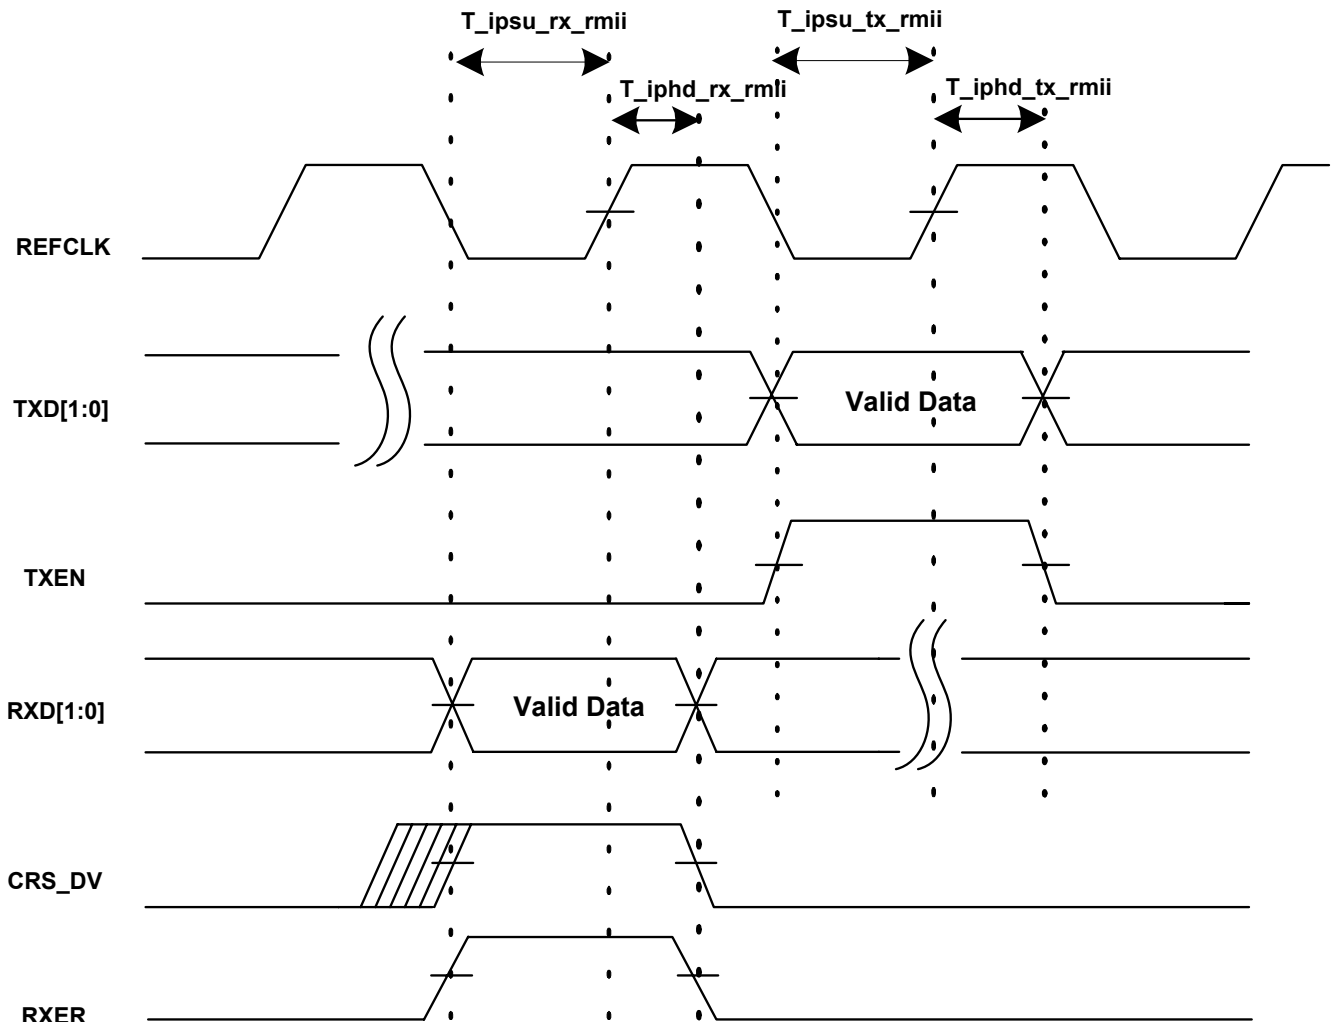 T_ipsu_rx_rmii
T_ipsu_tx_rmii
T_iphd_rx_rmii
T_iphd_tx_rmii
REFCLK
TXD[1:0]
Valid Data
TXEN
RXD[1:0]
Valid Data
CRS_DV
RXER